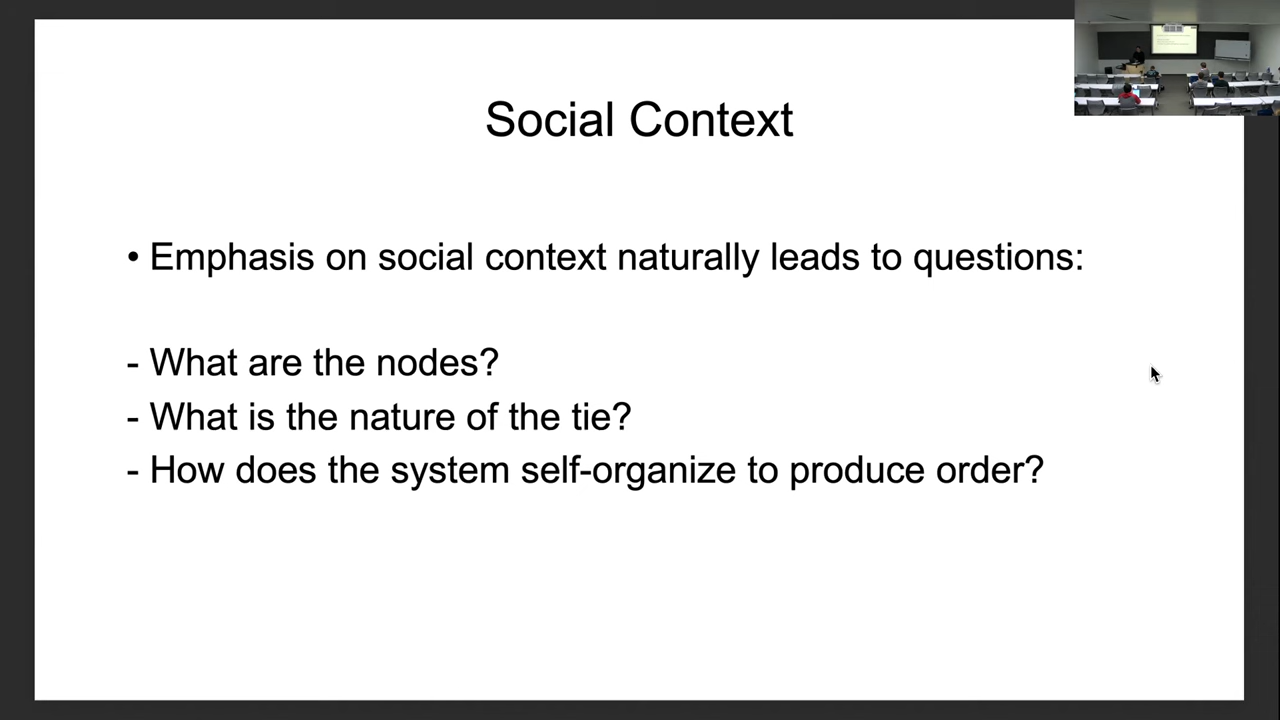 Social Context
• Emphasis on social context naturally leads to questions:
- What are the nodes?
- What is the nature of the tie?
- How does the system self-organize to produce order?